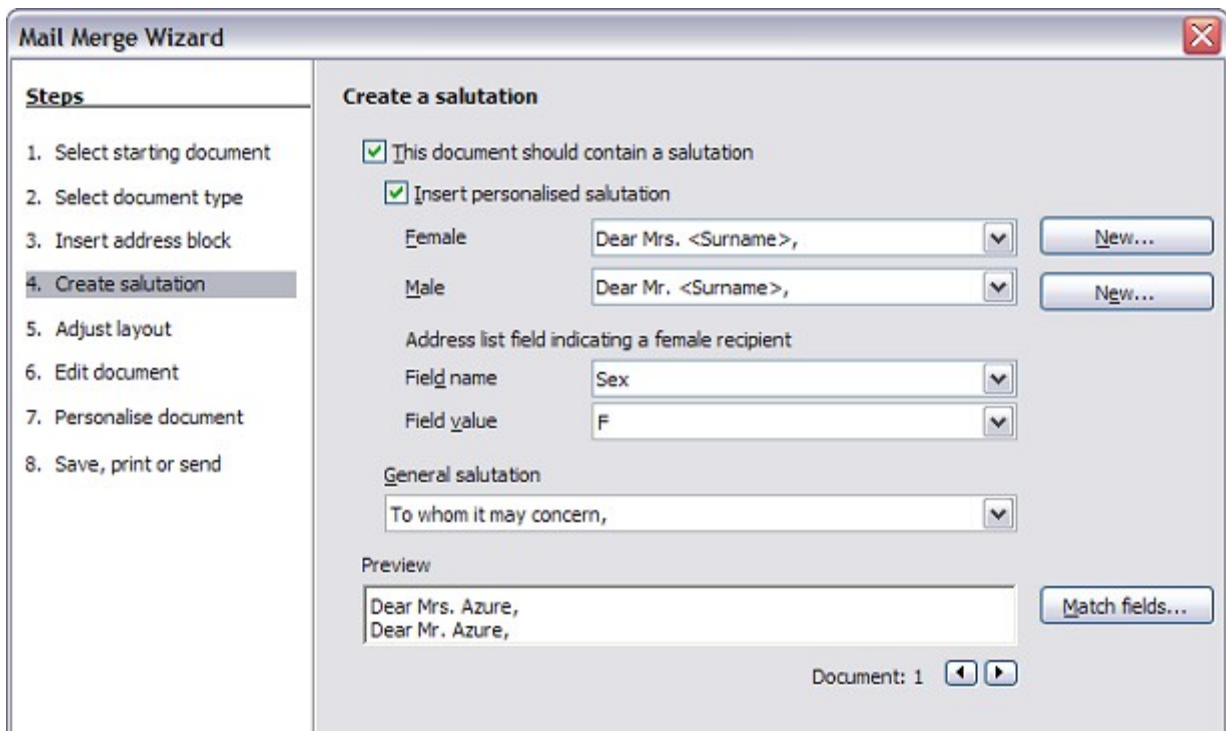 Mail Merge Wizard
Steps
1. Select starting document
2. Select document type
3. Insert address block
4. Create salutation
5. Adjust layout
6. Edit document
7. Personalise document
8. Save, print or send
Create a salutation
This document should contain a salutation
Insert personalised salutation
Female
Dear Mrs. <Surname>,
New...
Male
Dear Mr. <Surname>,
New...
Address list field indicating a female recipient
Field name
Sex
Field value
F
General salutation
To whom it may concern,
Preview
Dear Mrs. Azure,
Dear Mr. Azure,
Match fields...
Document: 1